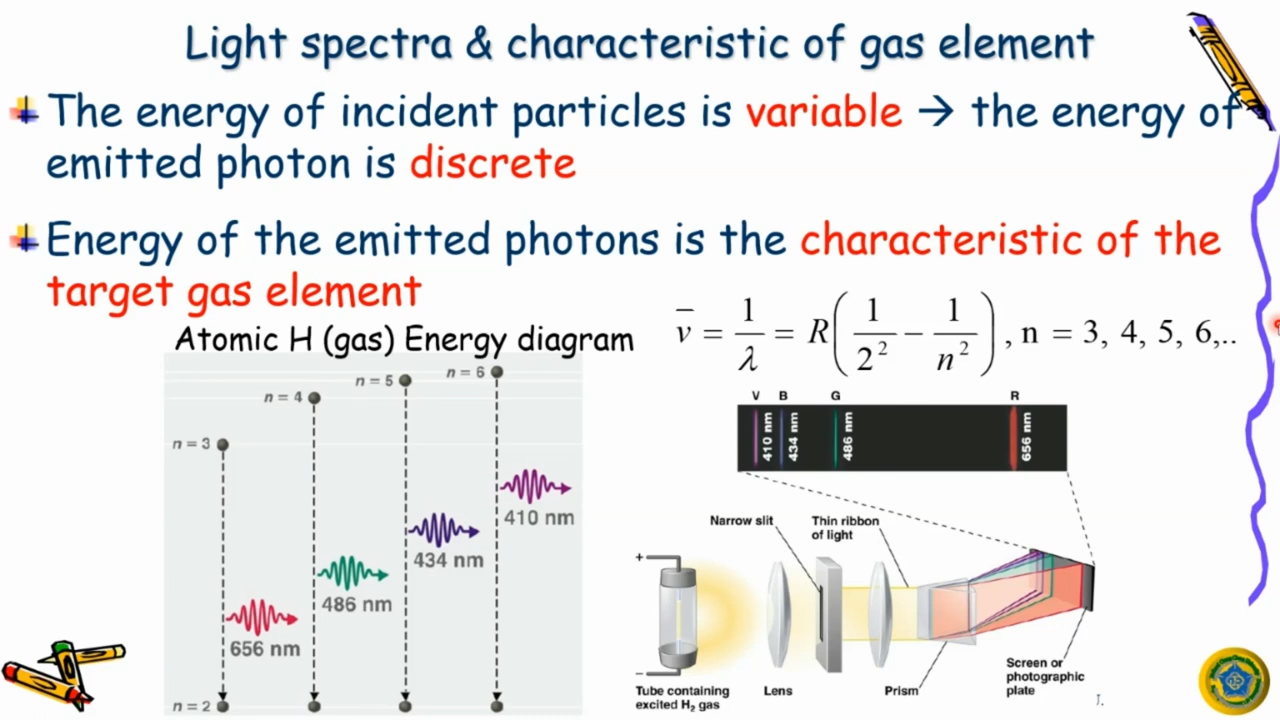 Light spectra & characteristic of gas element
The energy of incident particles is variable → the energy of
emitted photon is discrete
Energy of the emitted photons is the characteristic of the
target gas element
Atomic H (gas) Energy diagram
v̅ = 1/λ = R(1/2² − 1/n²), n = 3, 4, 5, 6,..
n = 6
n = 5
n = 4
n = 3
410 nm
434 nm
486 nm
656 nm
n = 2
V B G R
410 nm
434 nm
486 nm
656 nm
Narrow slit
Thin ribbon
of light
+
−
Tube containing
excited H₂ gas
Lens
Prism
Screen or
photographic
plate